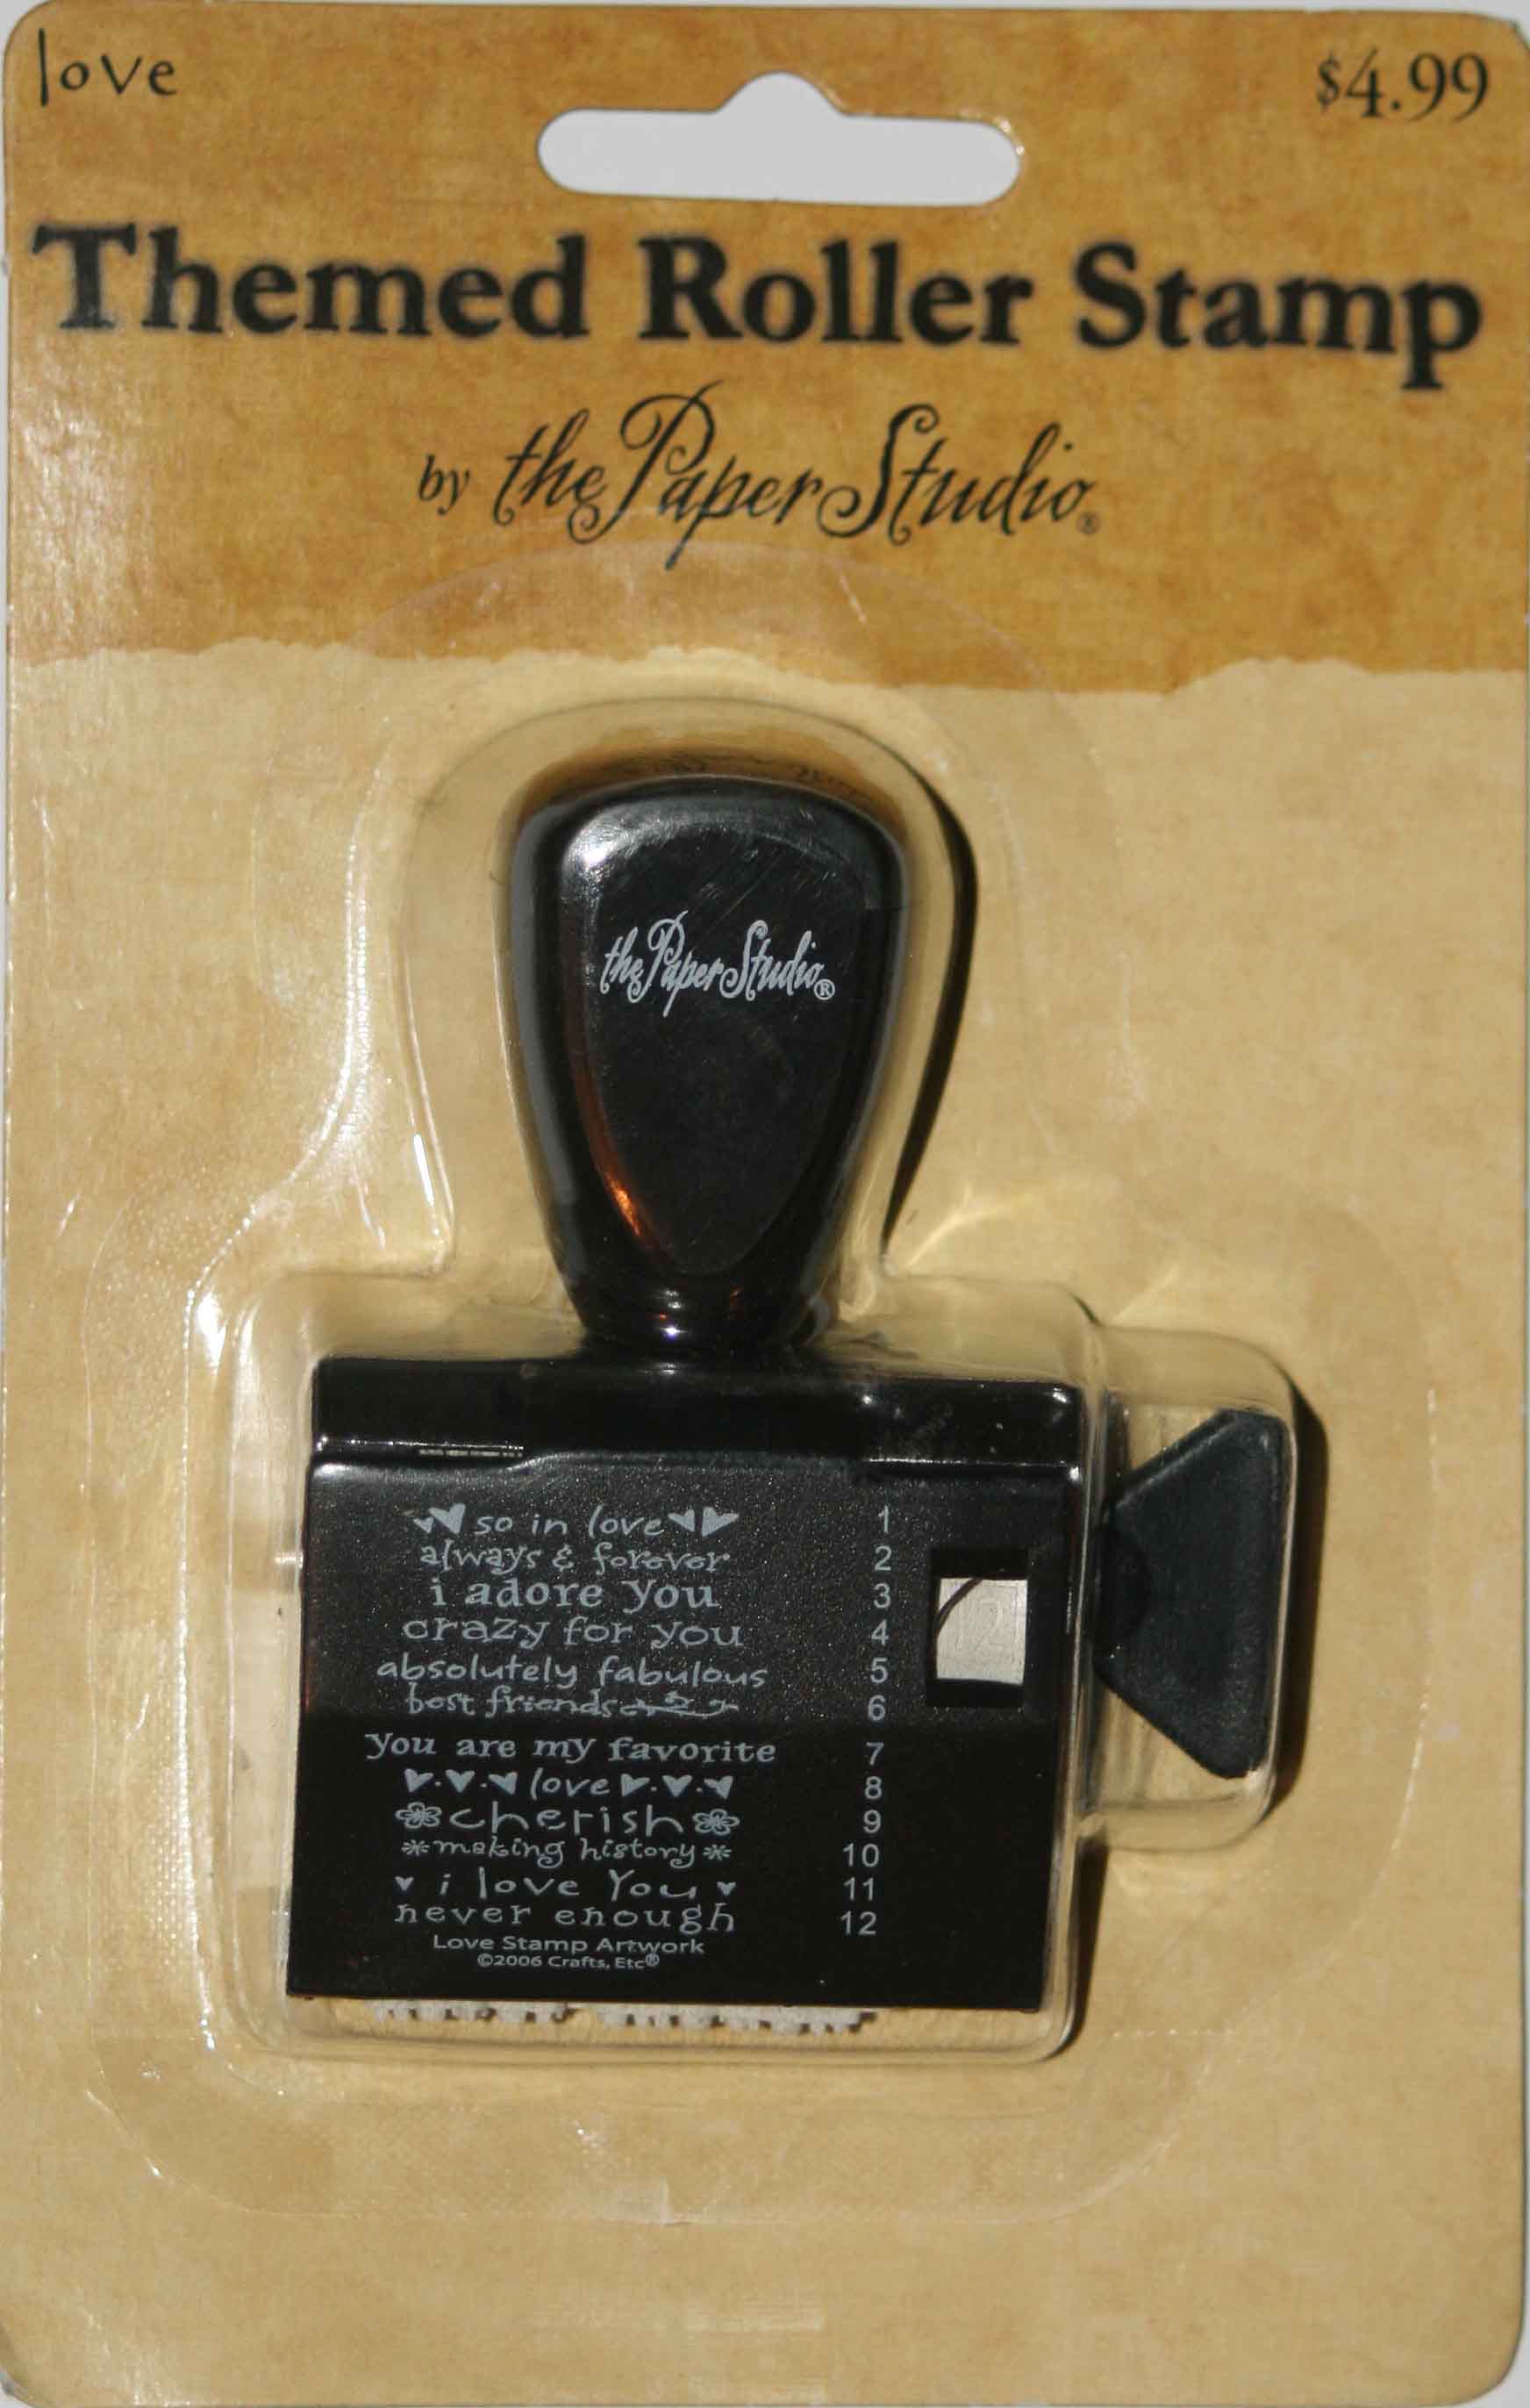 love
$4.99
Themed Roller Stamp
by the Paper Studio®
the Paper Studio®
so in love 1
always & forever 2
i adore you 3
crazy for you 4
absolutely fabulous 5
best friends 6
you are my favorite 7
love 8
cherish 9
*making history* 10
i love You 11
never enough 12
12
Love Stamp Artwork
©2006 Crafts, Etc®